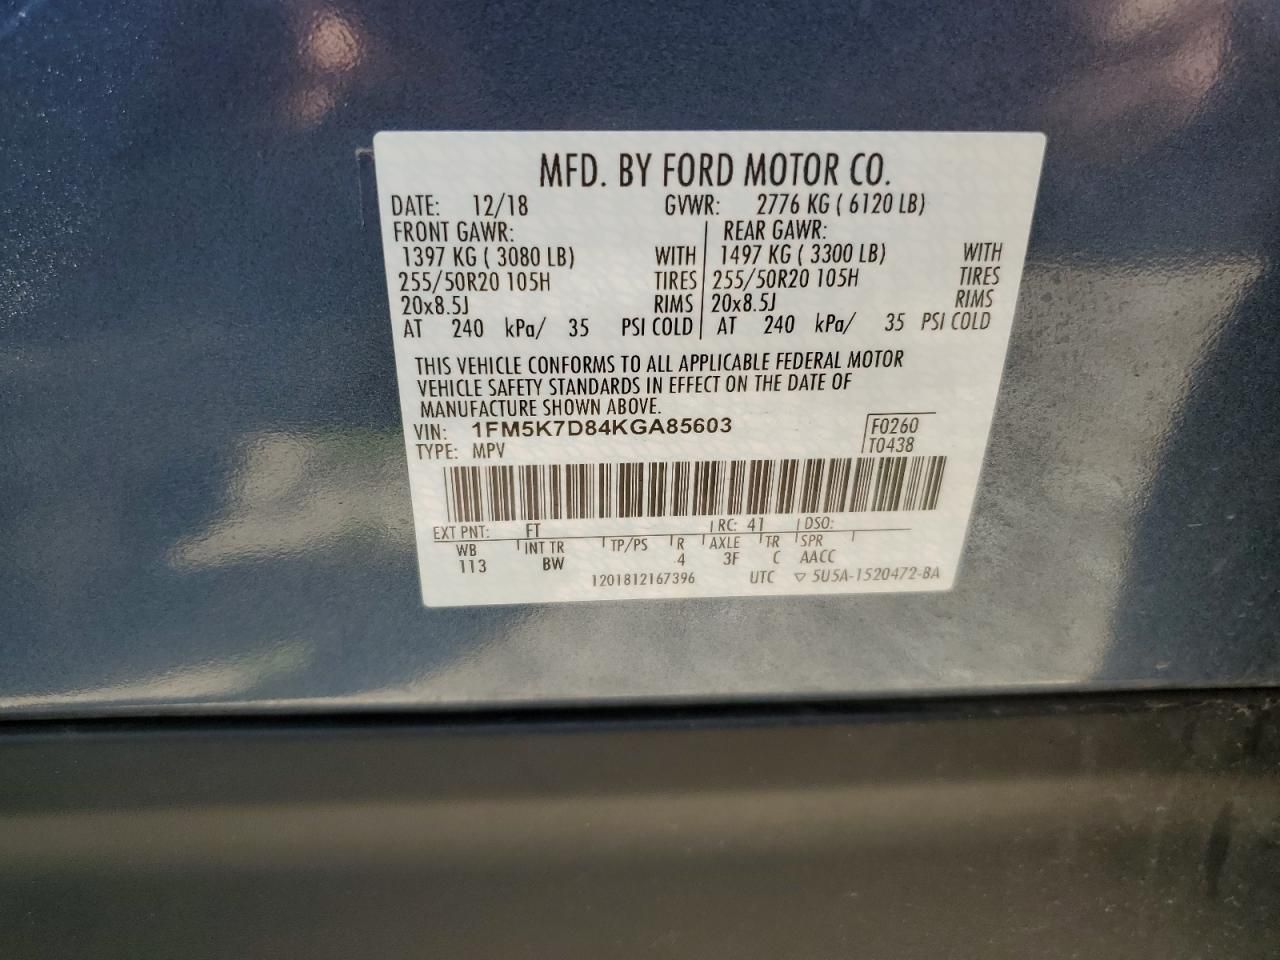 MFD. BY FORD MOTOR CO.
DATE: 12/18 GVWR: 2776 KG ( 6120 LB)
FRONT GAWR: REAR GAWR:
1397 KG ( 3080 LB) WITH 1497 KG ( 3300 LB) WITH
255/50R20 105H TIRES 255/50R20 105H TIRES
20x8.5J RIMS 20x8.5J RIMS
AT 240 kPa/ 35 PSI COLD AT 240 kPa/ 35 PSI COLD
THIS VEHICLE CONFORMS TO ALL APPLICABLE FEDERAL MOTOR
VEHICLE SAFETY STANDARDS IN EFFECT ON THE DATE OF
MANUFACTURE SHOWN ABOVE.
VIN: 1FM5K7D84KGA85603 F0260
TYPE: MPV T0438
EXT PNT: FT RC: 41 DSO:
WB INT TR TP/PS R AXLE TR SPR
113 BW 4 3F C AACC
1201812167396 UTC ▽ 5U5A-1520472-BA